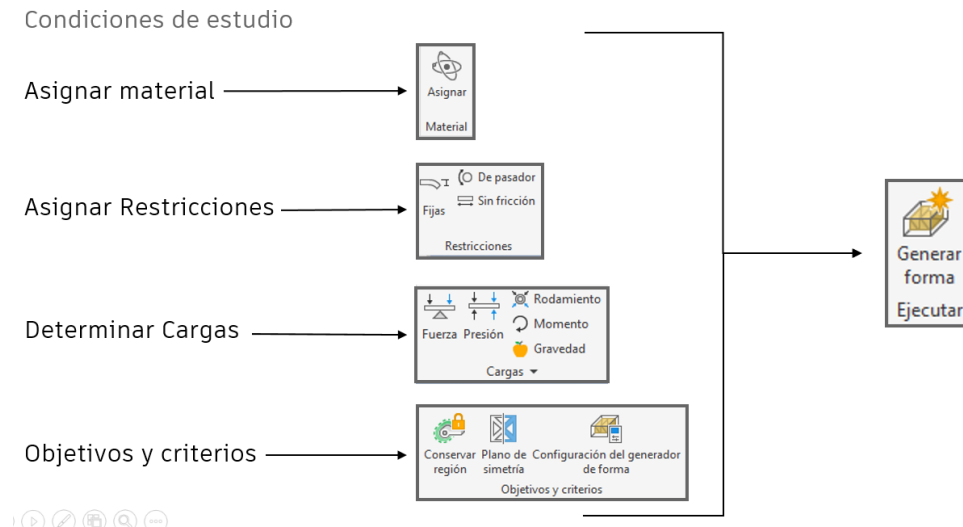 Condiciones de estudio
Asignar material
Asignar
Material
Asignar Restricciones
Fijas
De pasador
Sin fricción
Restricciones
Determinar Cargas
Fuerza
Presión
Rodamiento
Momento
Gravedad
Cargas
Objetivos y criterios
Conservar
región
Plano de
simetría
Configuración del generador
de forma
Objetivos y criterios
Generar
forma
Ejecutar